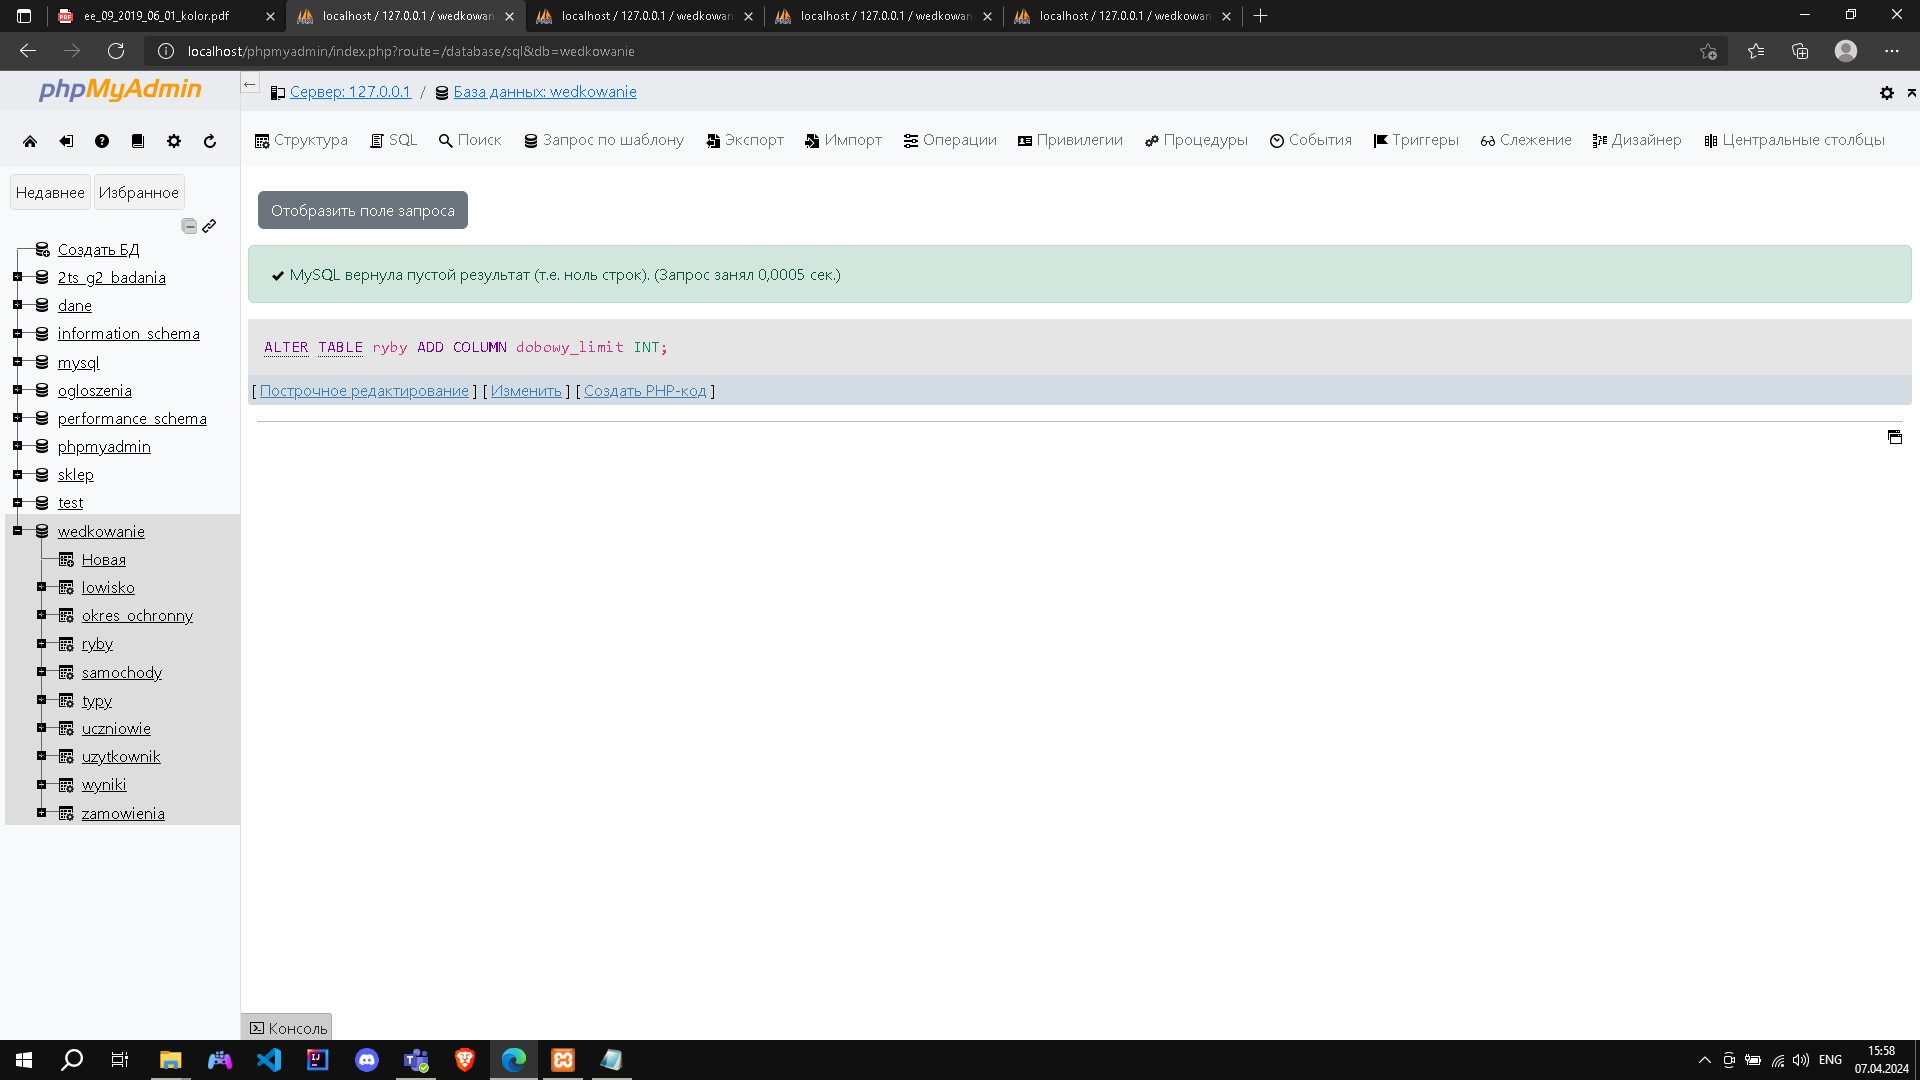 ee_09_2019_06_01_kolor.pdf
localhost / 127.0.0.1 / wedkowan
localhost / 127.0.0.1 / wedkowan
localhost / 127.0.0.1 / wedkowan
localhost / 127.0.0.1 / wedkowan
localhost/phpmyadmin/index.php?route=/database/sql&db=wedkowanie
phpMyAdmin
Недавнее Избранное
Создать БД
2ts_g2_badania
dane
information_schema
mysql
ogloszenia
performance_schema
phpmyadmin
sklep
test
wedkowanie
Новая
lowisko
okres_ochronny
ryby
samochody
typy
uczniowie
uzytkownik
wyniki
zamowienia
Сервер: 127.0.0.1 / База данных: wedkowanie
Структура SQL Поиск Запрос по шаблону Экспорт Импорт Операции Привилегии Процедуры События Триггеры Слежение Дизайнер Центральные столбцы
Отобразить поле запроса
MySQL вернула пустой результат (т.е. ноль строк). (Запрос занял 0,0005 сек.)
ALTER TABLE ryby ADD COLUMN dobowy_limit INT;
[ Построчное редактирование ] [ Изменить ] [ Создать PHP-код ]
Консоль
ENG
15:58
07.04.2024